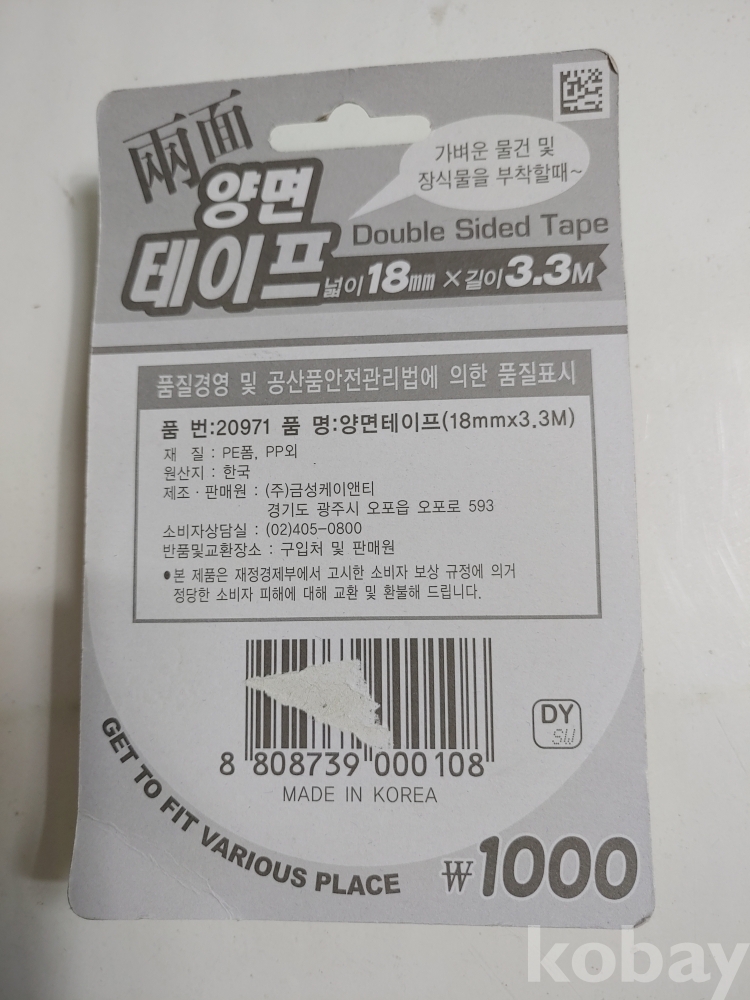 兩面
양면
테이프
가벼운 물건 및
장식물을 부착할때~
Double Sided Tape
넓이 18mm × 길이 3.3M
품질경영 및 공산품안전관리법에 의한 품질표시
품 번:20971 품 명:양면테이프(18mmx3.3M)
재 질 : PE폼, PP외
원산지 : 한국
제조·판매원 : (주)금성케이앤티
경기도 광주시 오포읍 오포로 593
소비자상담실 : (02)405-0800
반품및교환장소 : 구입처 및 판매원
●본 제품은 재정경제부에서 고시한 소비자 보상 규정에 의거
정당한 소비자 피해에 대해 교환 및 환불해 드립니다.
8 808739 000108
MADE IN KOREA
DY
SW
GET TO FIT VARIOUS PLACE
₩1000
kobay